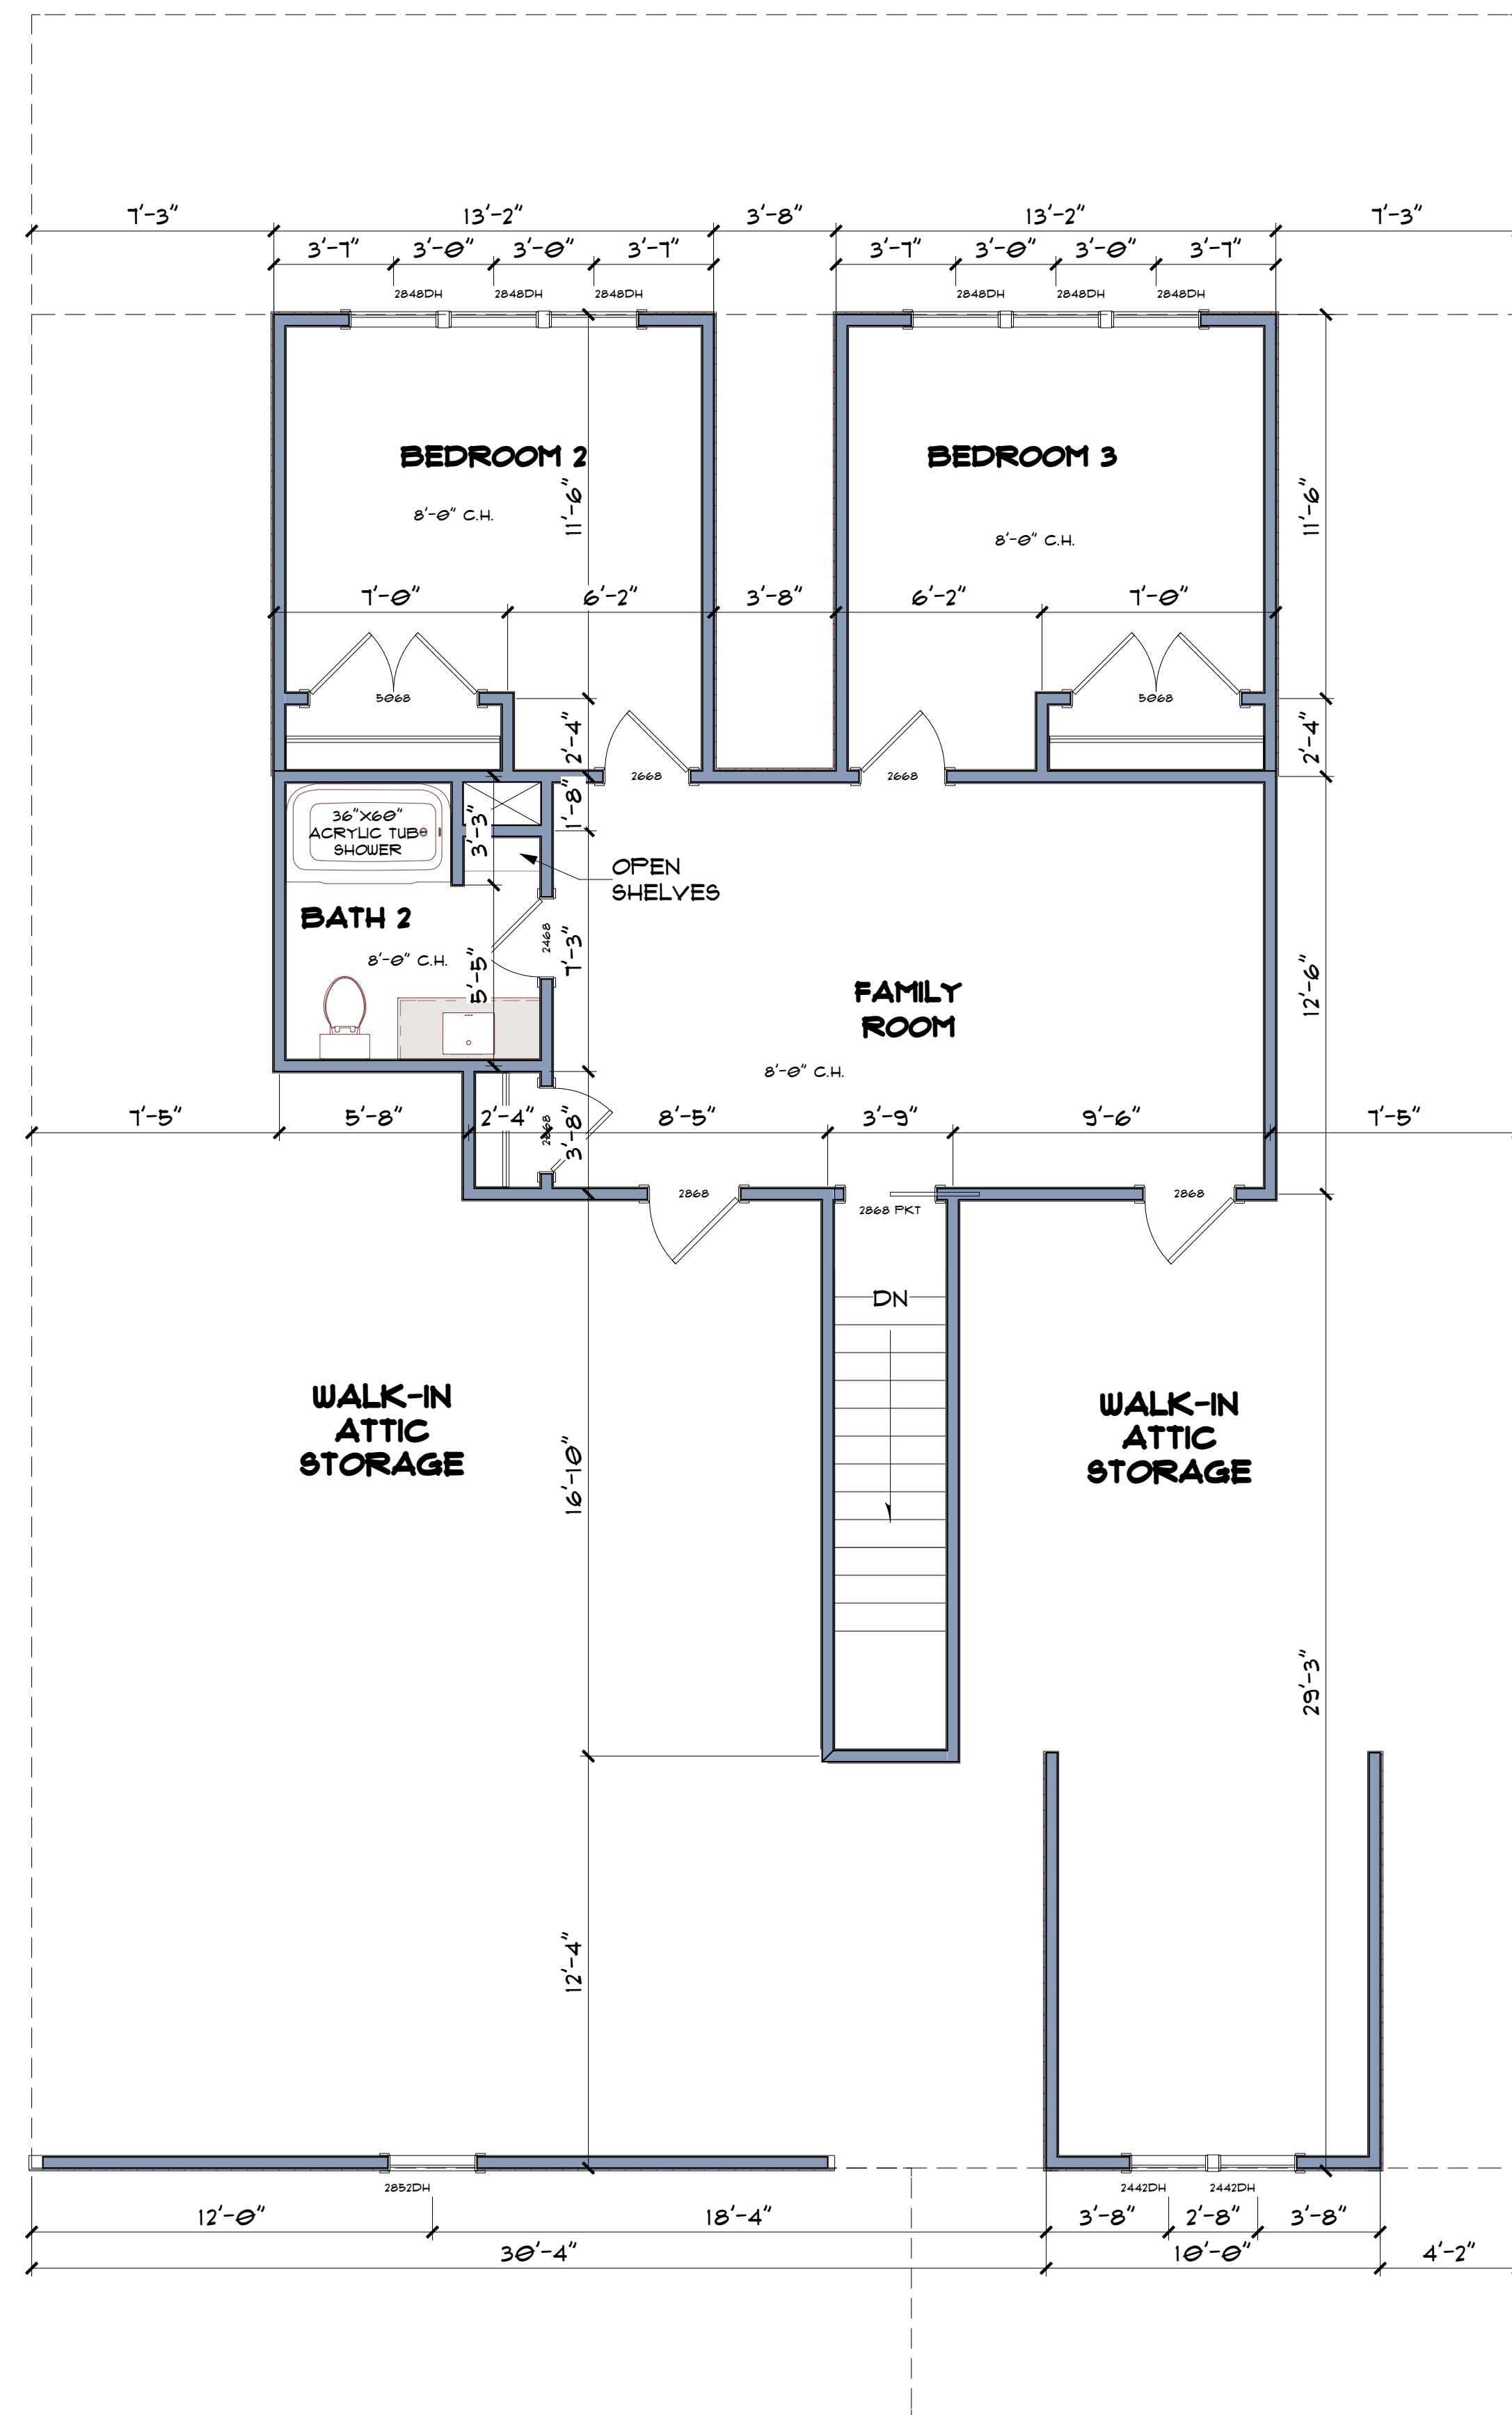 7'-3" 13'-2" 3'-8" 13'-2" 7'-3"
3'-7" 3'-0" 3'-0" 3'-7" 3'-7" 3'-0" 3'-0" 3'-7"
2848DH 2848DH 2848DH 2848DH 2848DH 2848DH
BEDROOM 2
8'-0" C.H.
11'-6"
BEDROOM 3
8'-0" C.H.
11'-6"
7'-0" 6'-2" 3'-8" 6'-2" 7'-0"
5068
5068
2'-4"
2'-4"
2668
2668
1'-8"
36"X60"
ACRYLIC TUB
SHOWER
3'-3"
OPEN
SHELVES
BATH 2
8'-0" C.H.
2468
7'-3"
5'-5"
FAMILY
ROOM
8'-0" C.H.
12'-6"
7'-5" 5'-8" 2'-4" 8'-5" 3'-9" 9'-6" 7'-5"
2868
3'-8"
2868
2868 PKT
2868
DN
WALK-IN
ATTIC
STORAGE
WALK-IN
ATTIC
STORAGE
16'-10"
29'-3"
12'-4"
2852DH
2442DH 2442DH
12'-0" 18'-4" 3'-8" 2'-8" 3'-8"
30'-4" 10'-0" 4'-2"